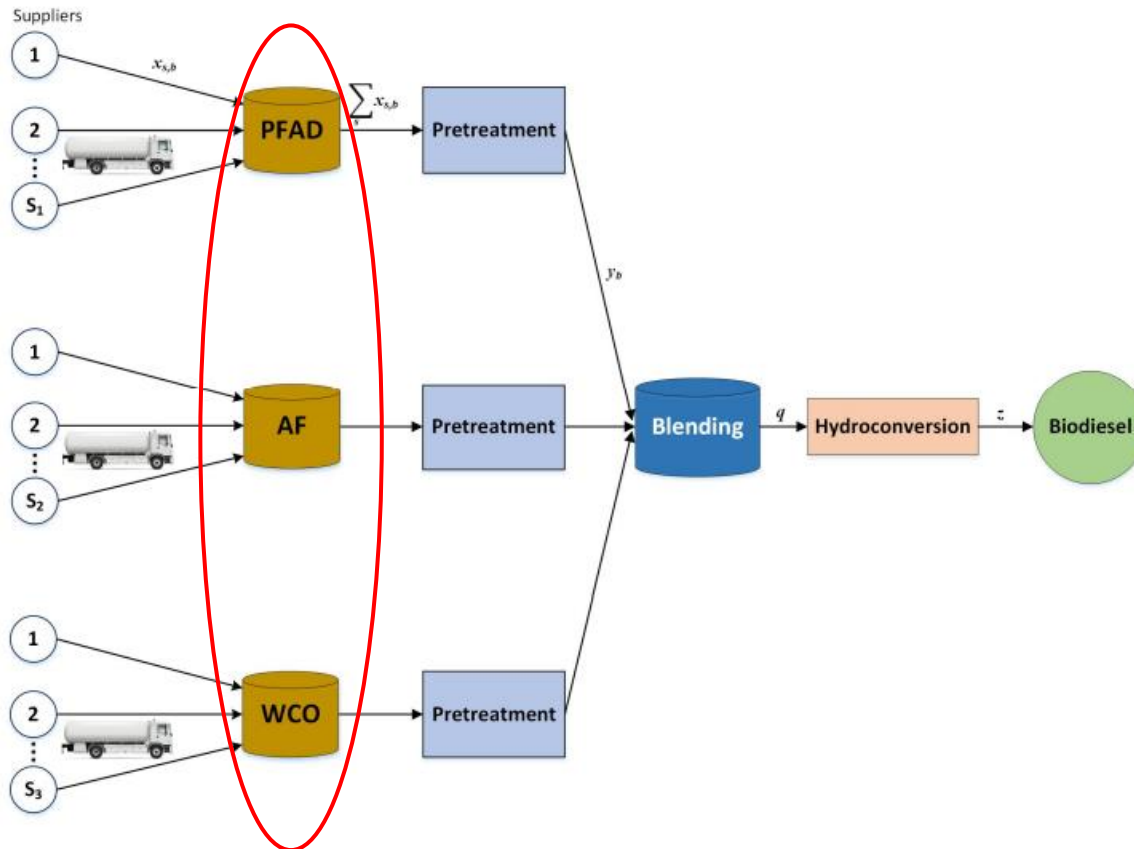 Suppliers
1
x_{s,b}
2
S₁
PFAD
∑_s x_{s,b}
Pretreatment
y_b
1
2
S₂
AF
Pretreatment
Blending
q
Hydroconversion
z
Biodiesel
1
2
S₃
WCO
Pretreatment